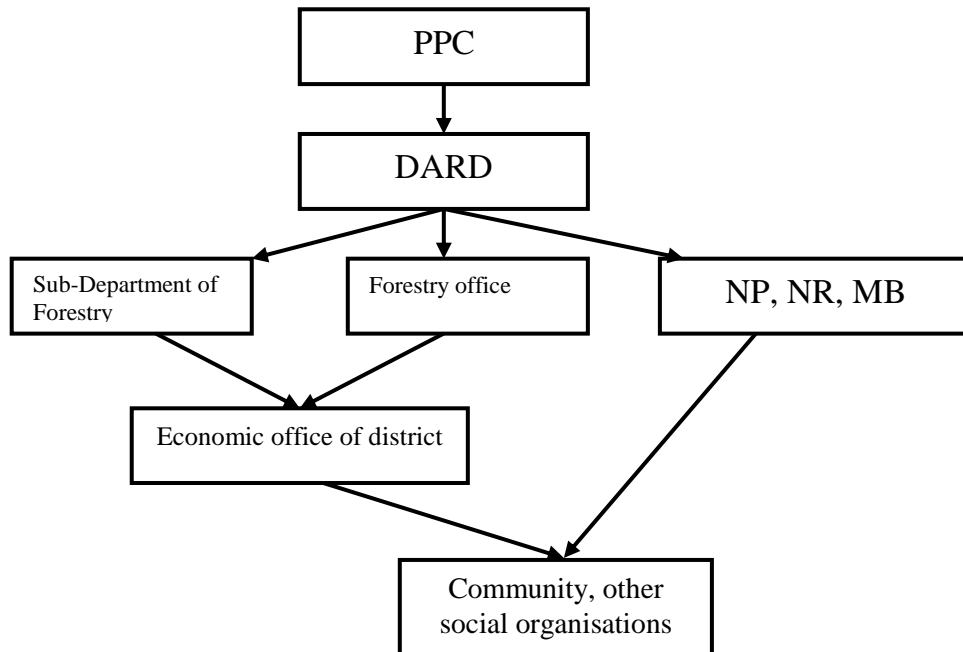 PPC
DARD
Sub-Department of
Forestry
Forestry office
NP, NR, MB
Economic office of district
Community, other
social organisations